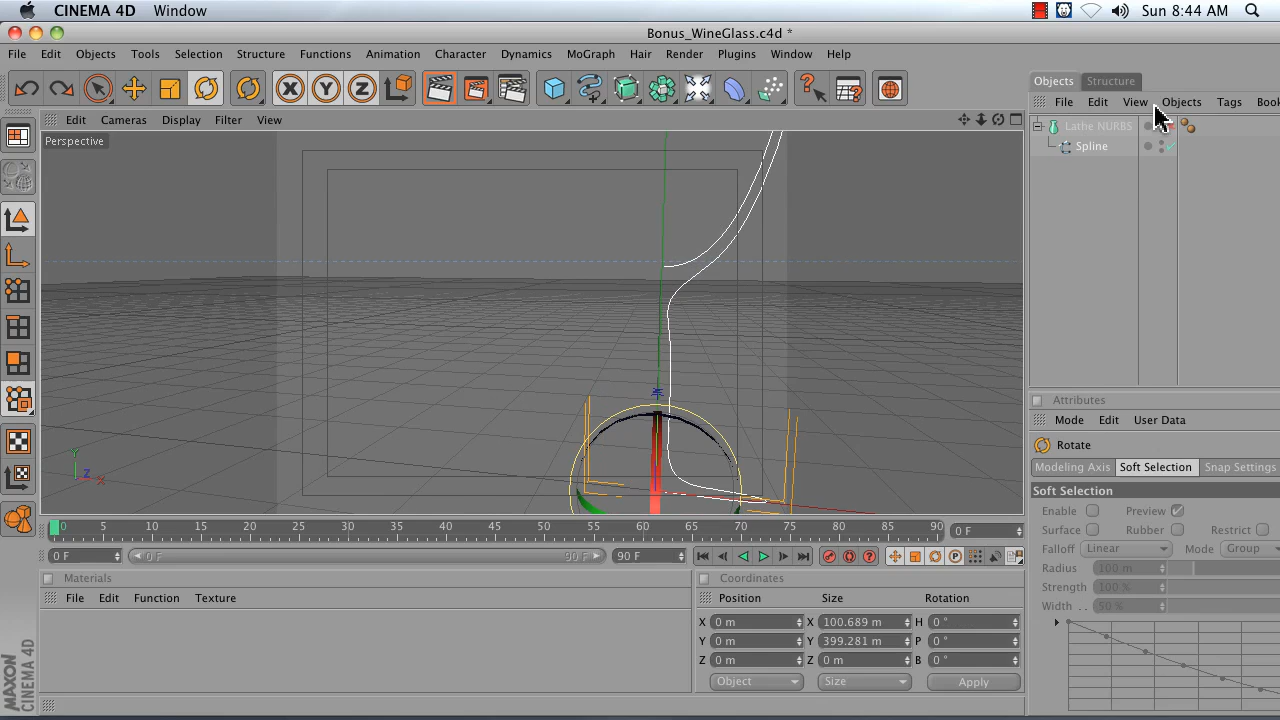 CINEMA 4D Window Sun 8:44 AM
Bonus_WineGlass.c4d *
File Edit Objects Tools Selection Structure Functions Animation Character Dynamics MoGraph Hair Render Plugins Window Help
X Y Z
Objects Structure
File Edit View Objects Tags Book
Edit Cameras Display Filter View
Perspective
Lathe NURBS
Spline
Y Z X
Attributes
Mode Edit User Data
Rotate
Modeling Axis Soft Selection Snap Settings
Soft Selection
Enable Preview
Surface Rubber Restrict
Falloff Linear Mode Group
Radius 100 m
Strength 100 %
Width . . 50 %
0 5 10 15 20 25 30 35 40 45 50 55 60 65 70 75 80 85 90 0 F
0 F 0 F 90 F 90 F
Materials
File Edit Function Texture
Coordinates
Position Size Rotation
X 0 m X 100.689 m H 0 °
Y 0 m Y 399.281 m P 0 °
Z 0 m Z 0 m B 0 °
Object Size Apply
MAXON
CINEMA 4D